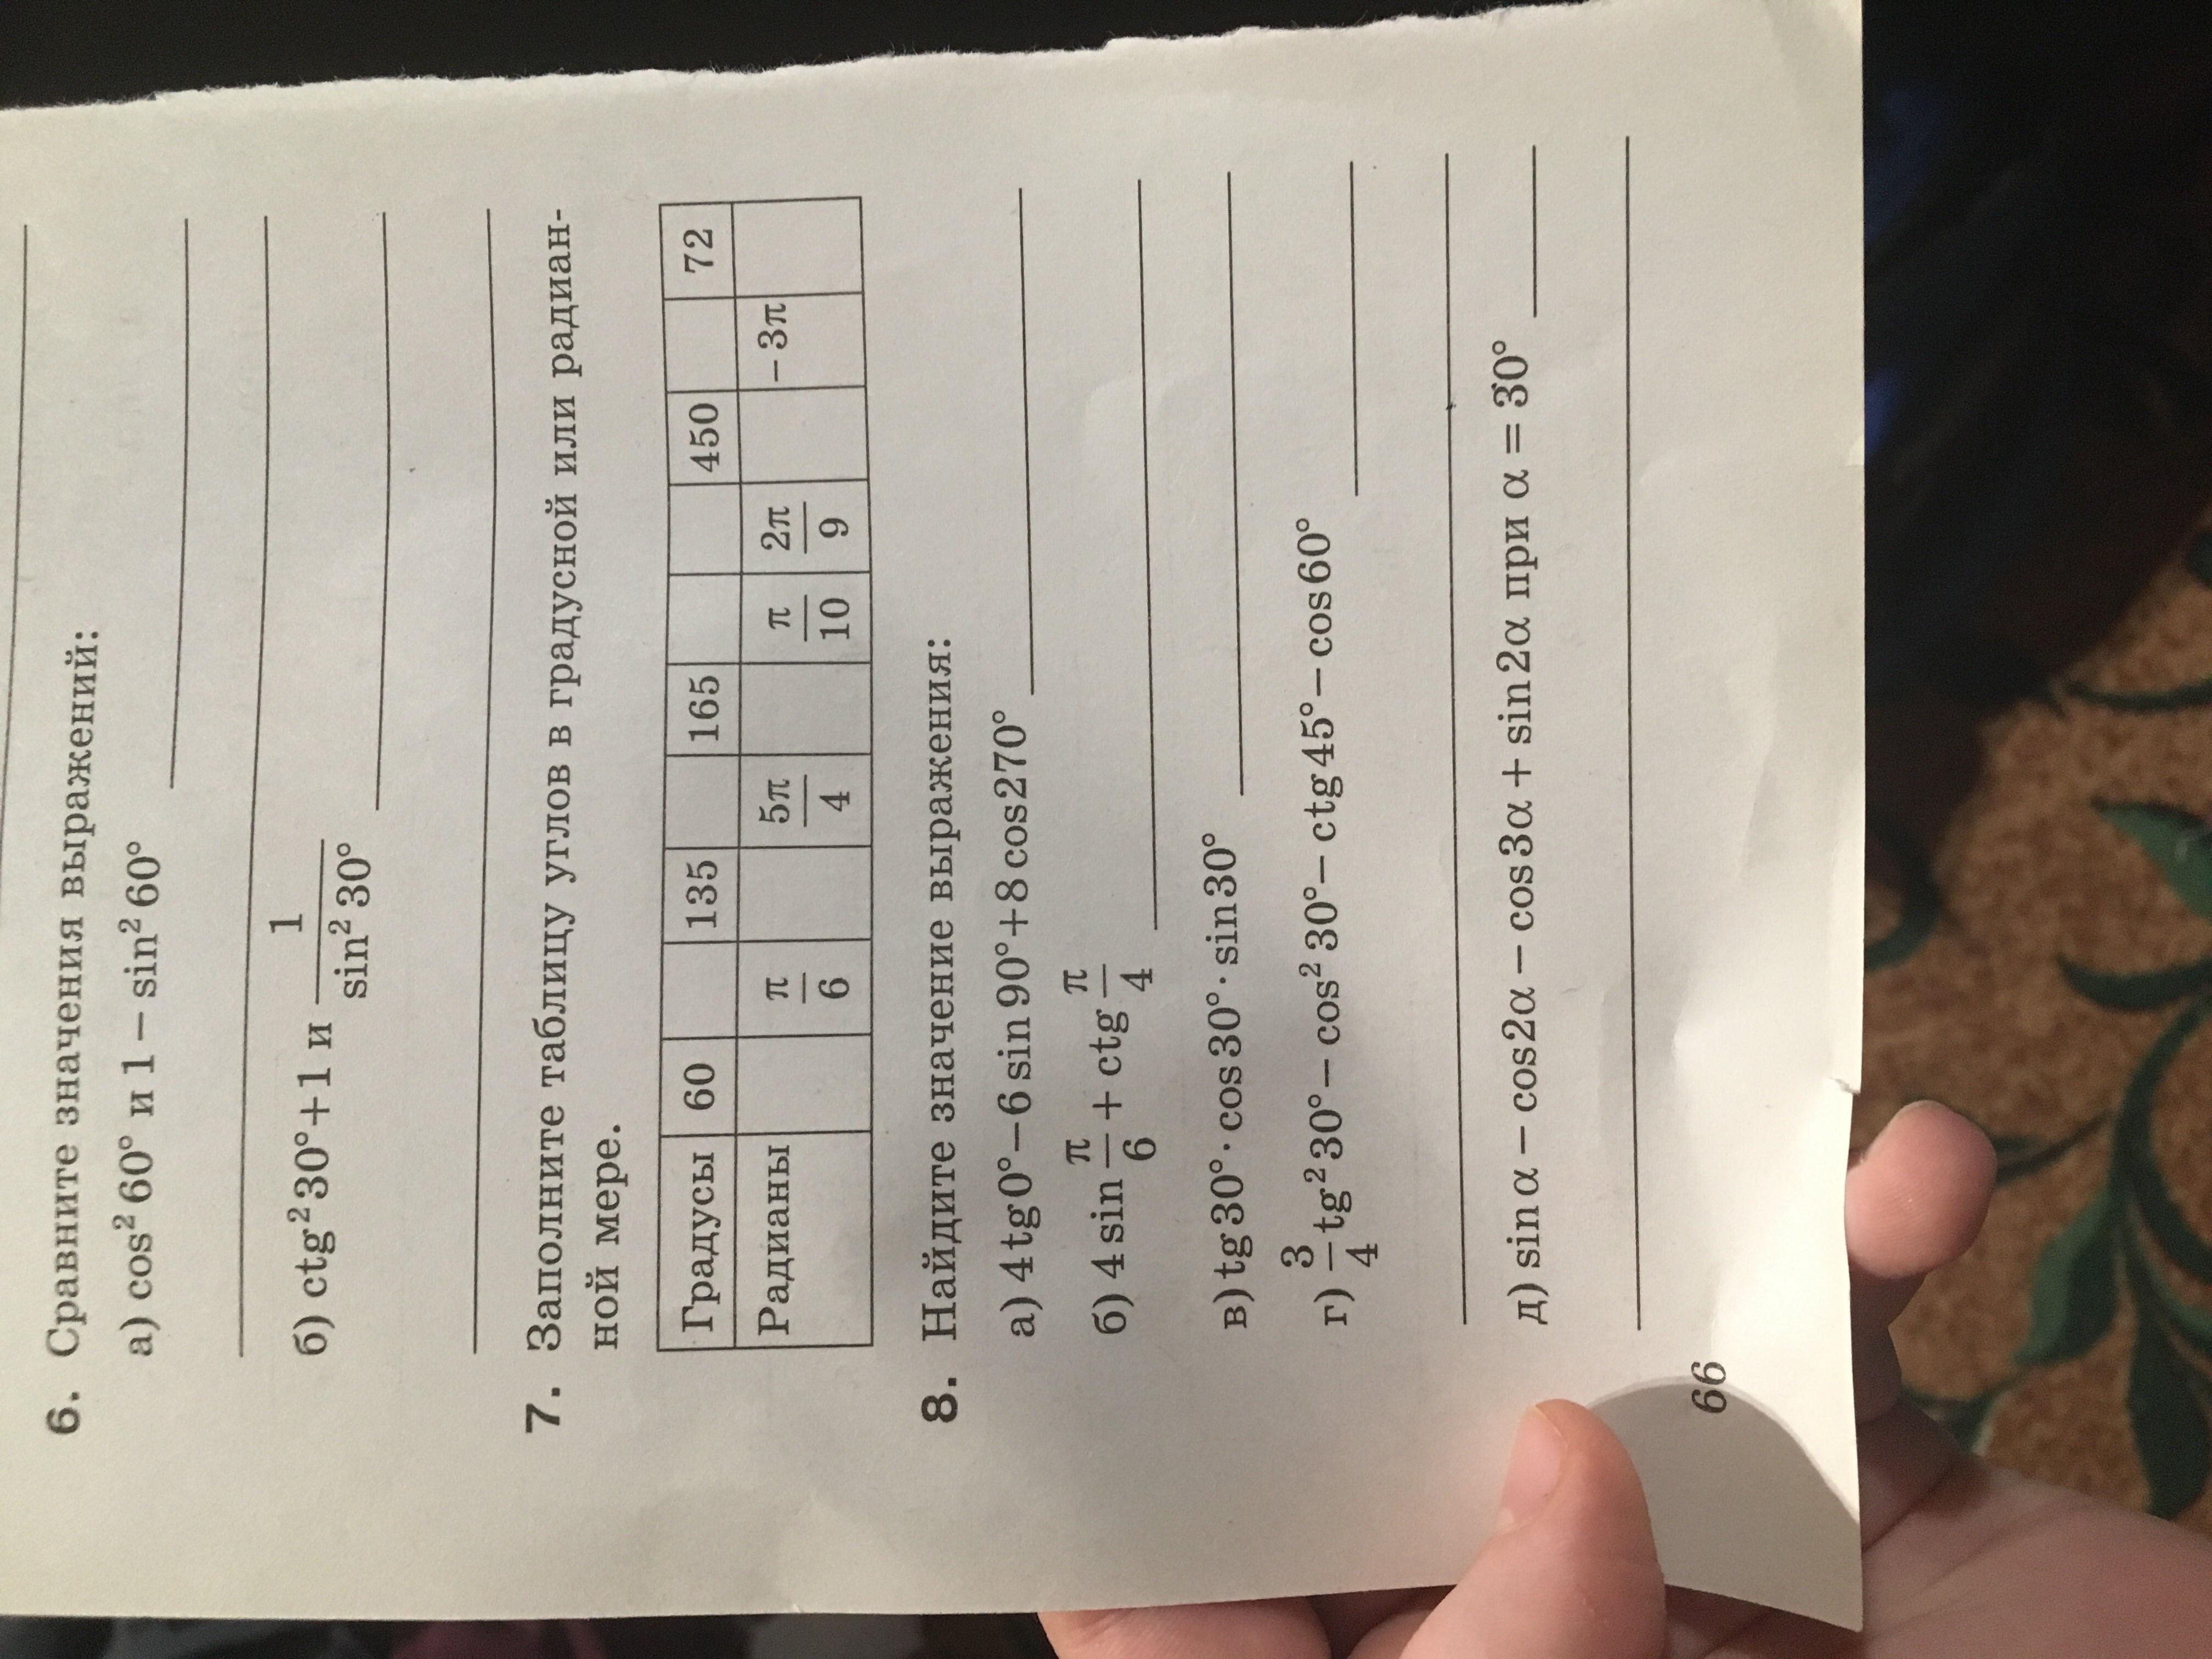 6. Сравните значения выражений:
а) cos² 60° и 1 − sin² 60°
б) ctg² 30° + 1 и 1/sin² 30°
7. Заполните таблицу углов в градусной или радиан-
ной мере.
Градусы 60 135 165 450 72
Радианы π/6 5π/4 π/10 2π/9 −3π
8. Найдите значение выражения:
а) 4 tg 0° − 6 sin 90° + 8 cos 270°
б) 4 sin π/6 + ctg π/4
в) tg 30° · cos 30° · sin 30°
г) 3/4 tg² 30° − cos² 30° − ctg 45° − cos 60°
д) sin α − cos 2α − cos 3α + sin 2α при α = 30°
66